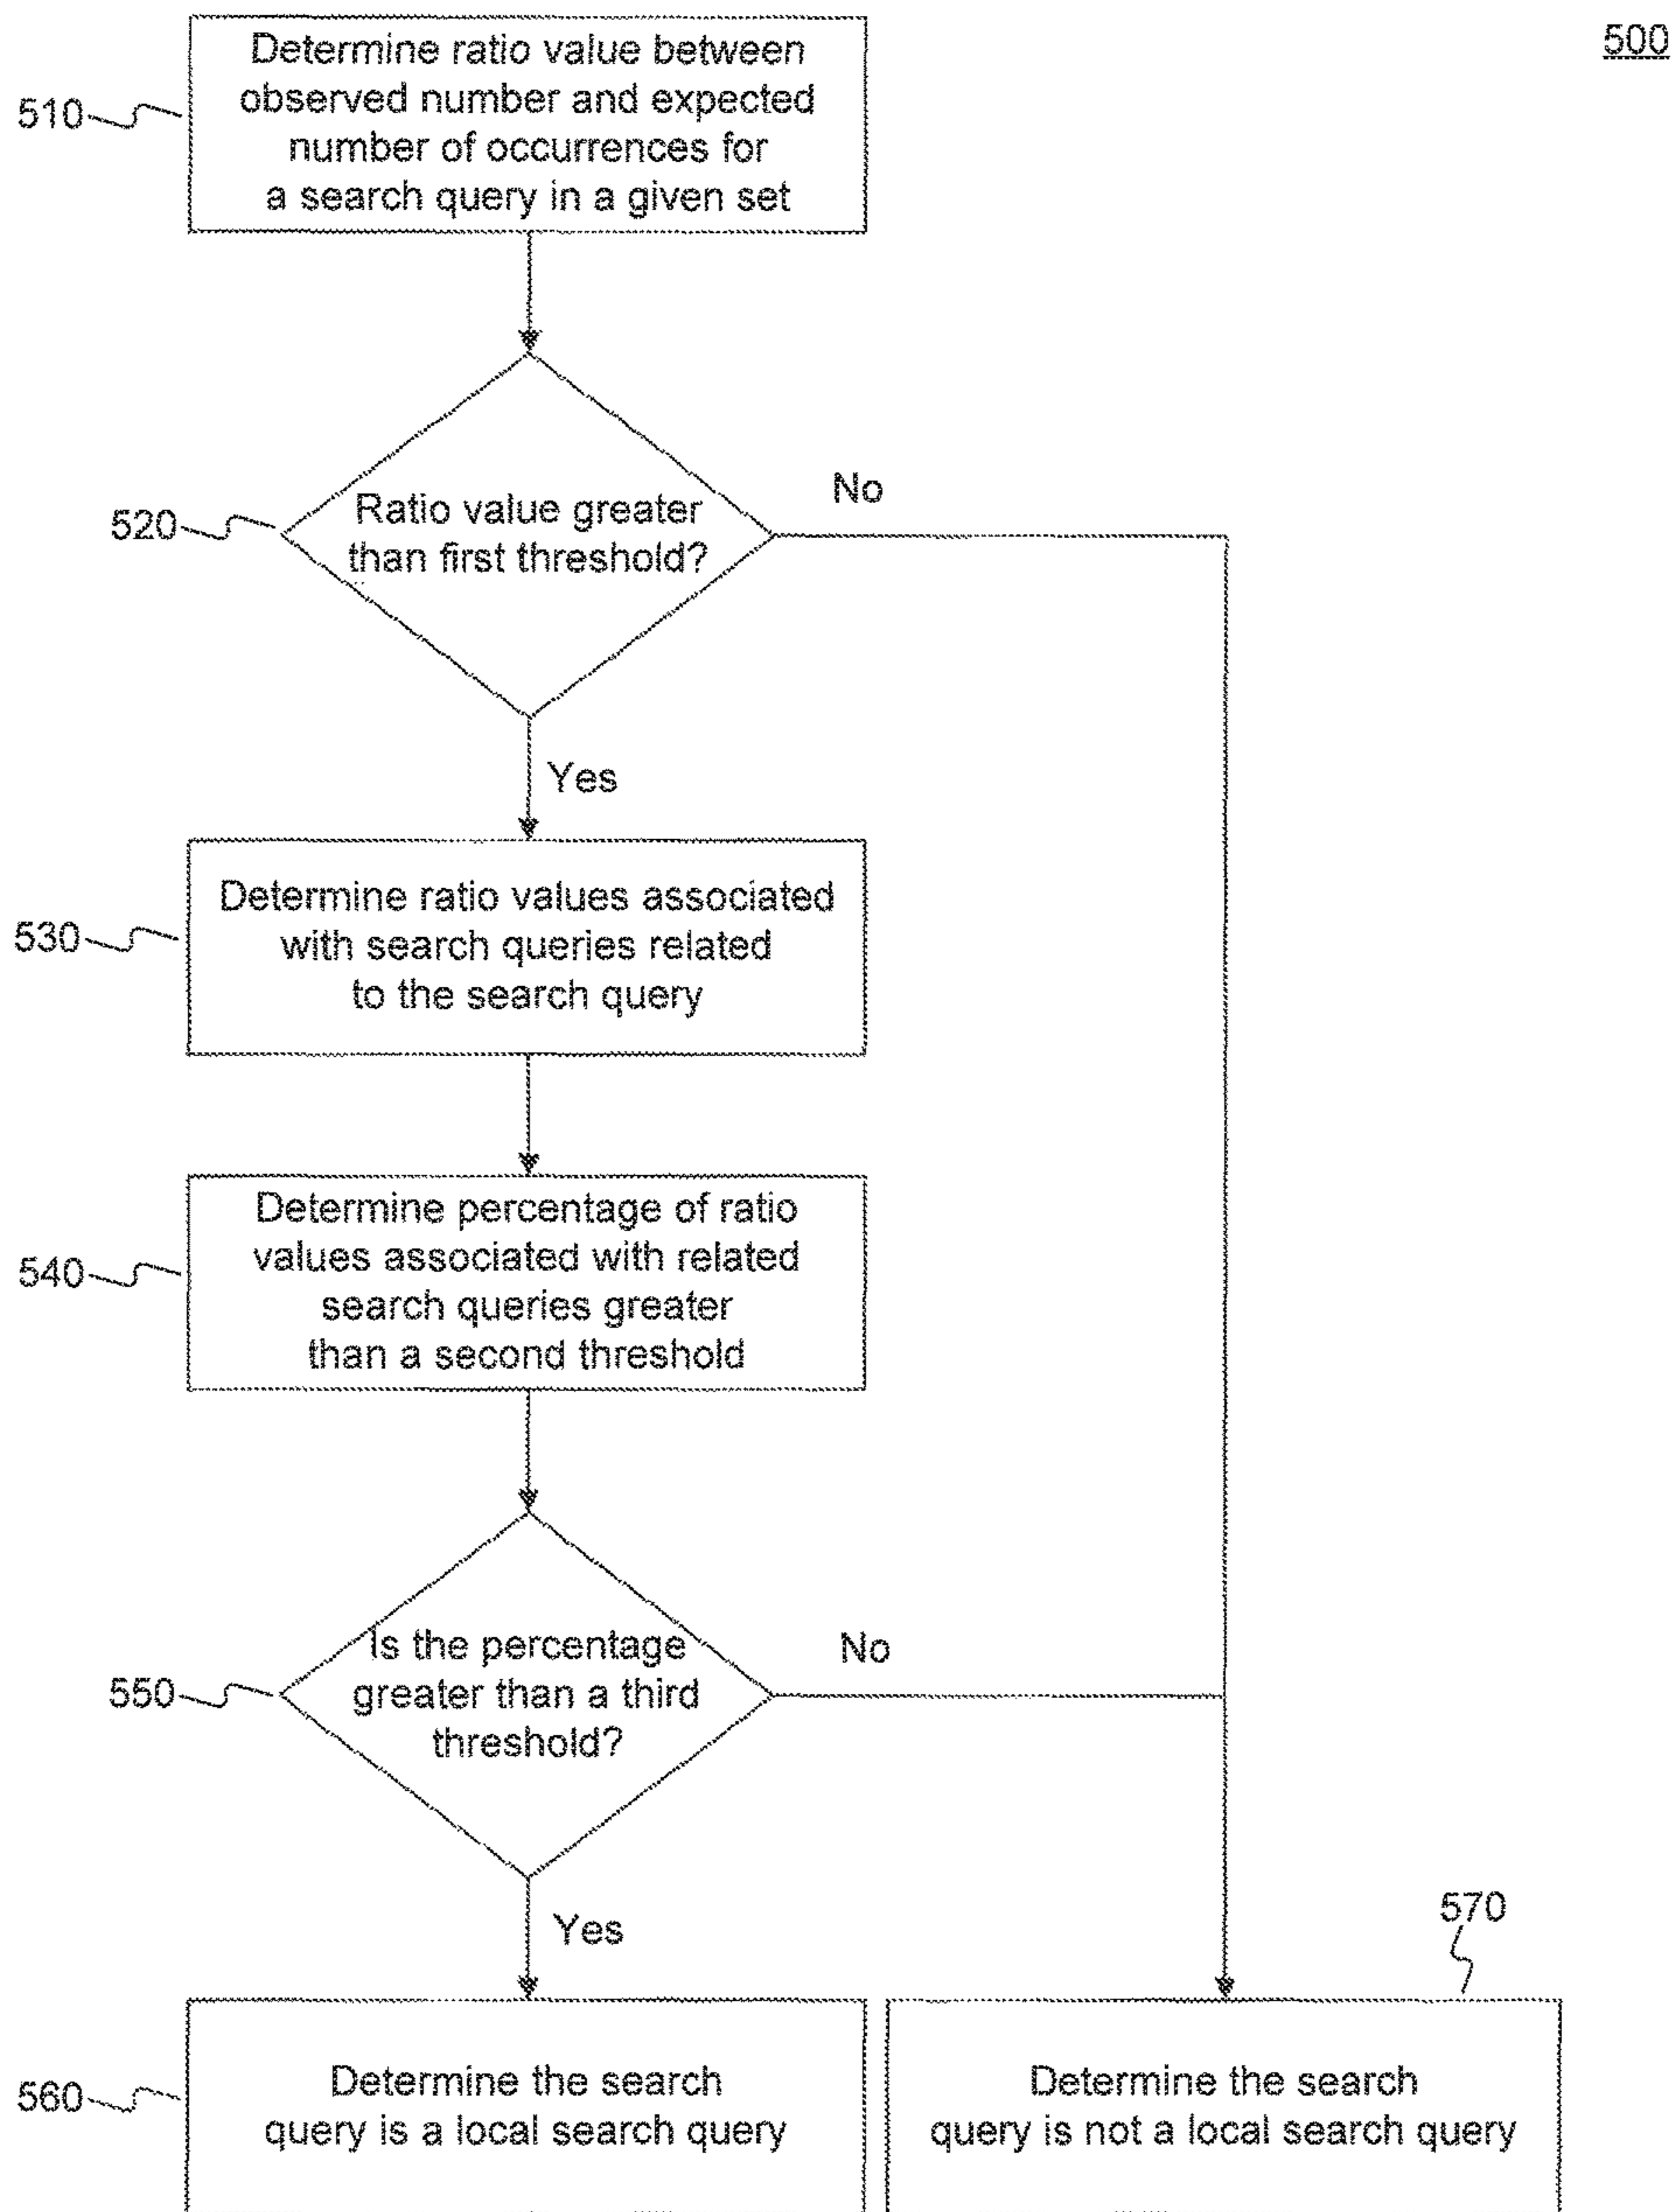 500
510
Determine ratio value between
observed number and expected
number of occurrences for
a search query in a given set
520
Ratio value greater
than first threshold?
No
Yes
530
Determine ratio values associated
with search queries related
to the search query
540
Determine percentage of ratio
values associated with related
search queries greater
than a second threshold
550
Is the percentage
greater than a third
threshold?
No
Yes
560
Determine the search
query is a local search query
570
Determine the search
query is not a local search query